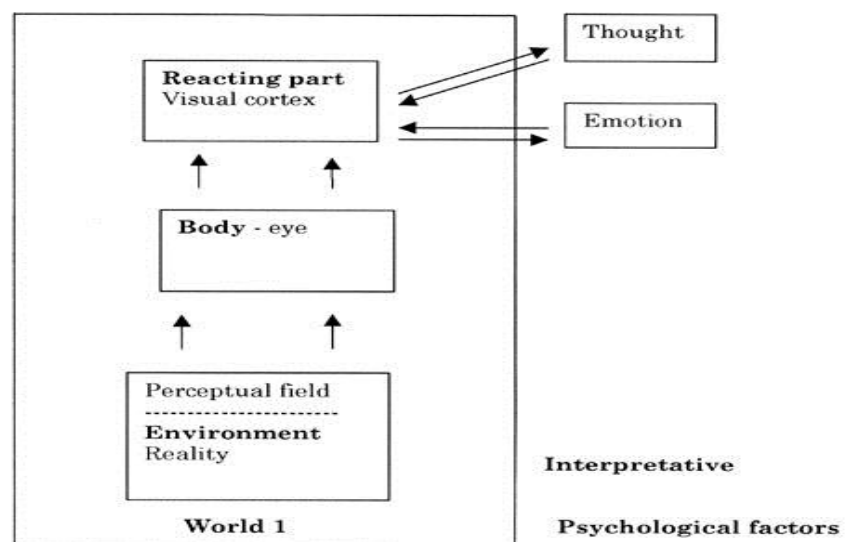 Thought
Reacting part
Visual cortex
Emotion
Body - eye
Perceptual field
Environment
Reality
Interpretative
World 1
Psychological factors